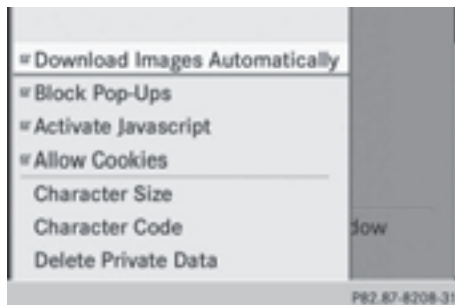 Download Images Automatically
Block Pop-Ups
Activate Javascript
Allow Cookies
Character Size
Character Code
dow
Delete Private Data
P82.87-8208-31